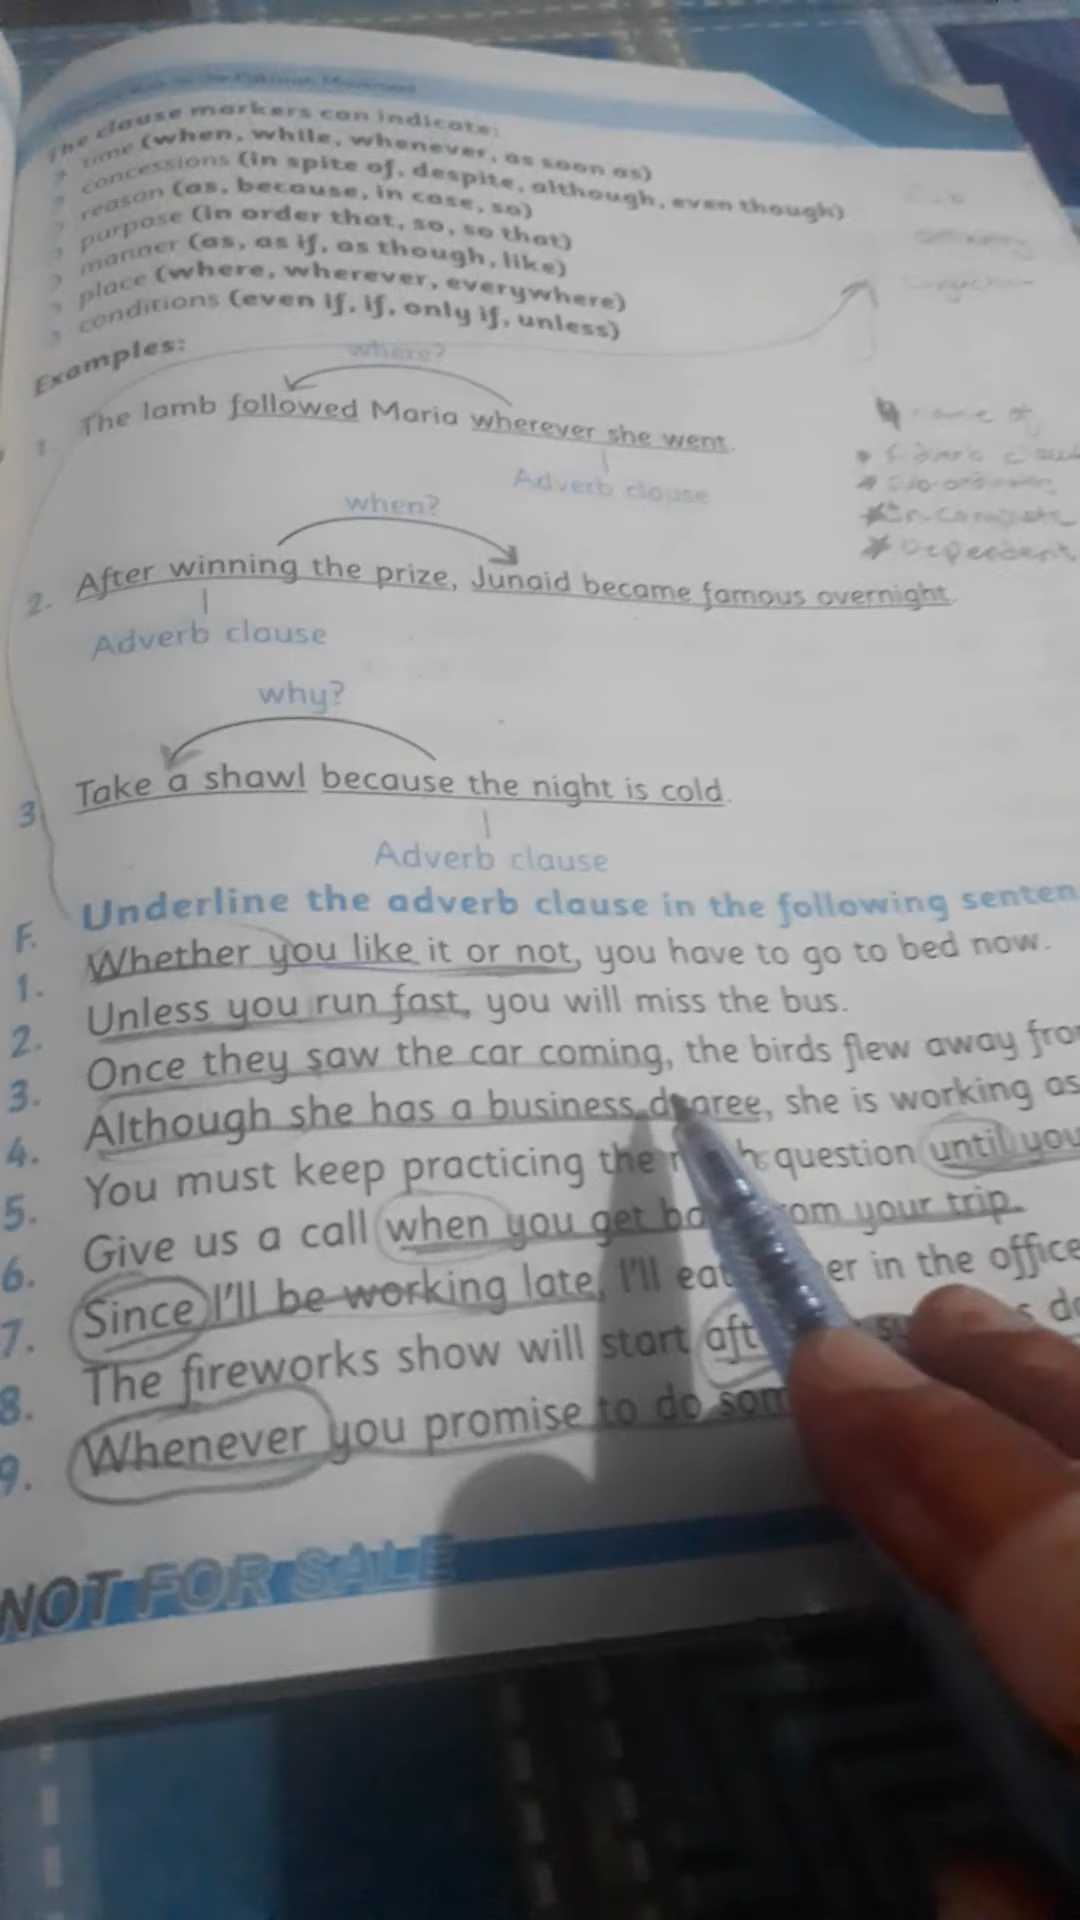 The clause markers can indicate:
time (when, while, whenever, as soon as)
concessions (in spite of, despite, although, even though)
reason (as, because, in case, so)
purpose (in order that, so, so that)
manner (as, as if, as though, like)
place (where, wherever, everywhere)
conditions (even if, if, only if, unless)
Examples:
where?
1. The lamb followed Maria wherever she went.
Adverb clause
when?
2. After winning the prize, Junaid became famous overnight.
Adverb clause
why?
3. Take a shawl because the night is cold.
Adverb clause
F. Underline the adverb clause in the following senten
1. Whether you like it or not, you have to go to bed now.
2. Unless you run fast, you will miss the bus.
3. Once they saw the car coming, the birds flew away fro
4. Although she has a business degree, she is working as
5. You must keep practicing the question until you
6. Give us a call when you get from your trip.
7. Since I'll be working late, I'll eat in the office
8. The fireworks show will start
9. Whenever you promise to do
Dependent
NOT FOR SALE